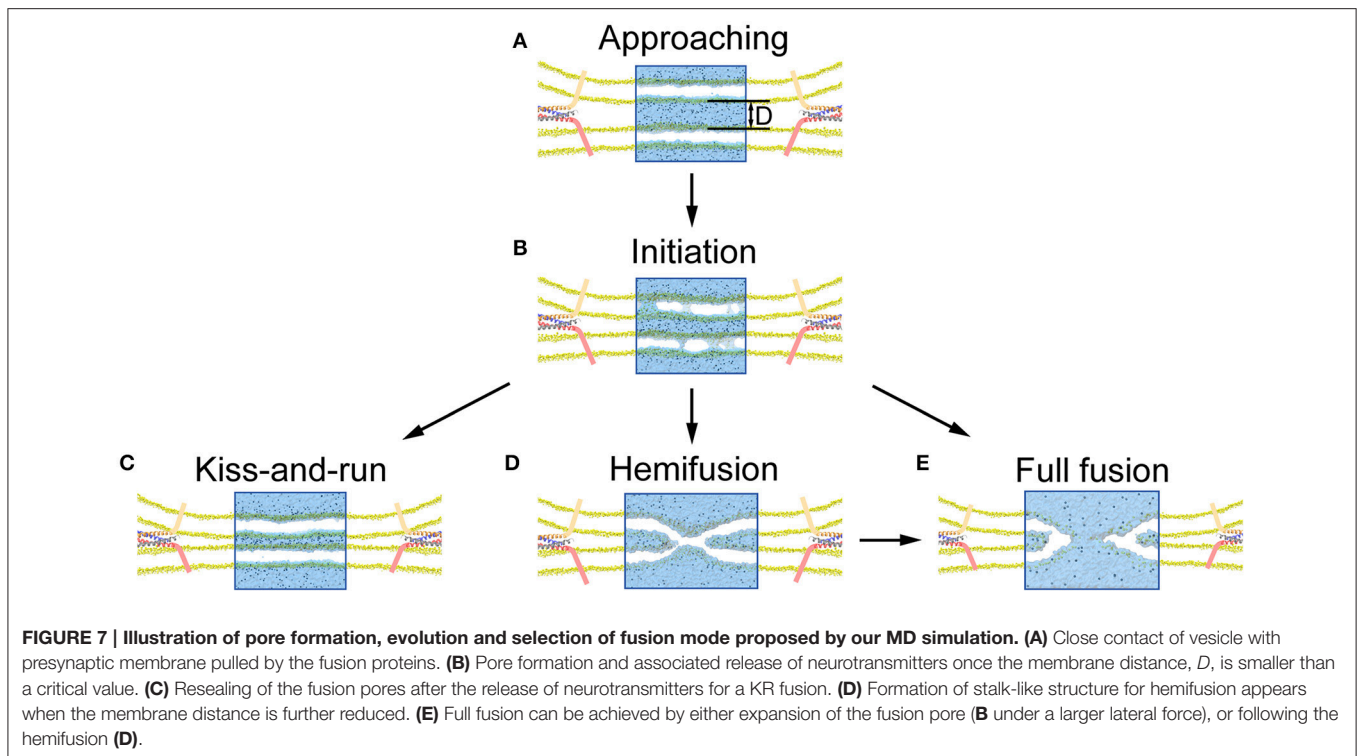 A Approaching
D
B Initiation
C Kiss-and-run
D Hemifusion
E Full fusion
FIGURE 7 | Illustration of pore formation, evolution and selection of fusion mode proposed by our MD simulation. (A) Close contact of vesicle with
presynaptic membrane pulled by the fusion proteins. (B) Pore formation and associated release of neurotransmitters once the membrane distance, D, is smaller than
a critical value. (C) Resealing of the fusion pores after the release of neurotransmitters for a KR fusion. (D) Formation of stalk-like structure for hemifusion appears
when the membrane distance is further reduced. (E) Full fusion can be achieved by either expansion of the fusion pore (B under a larger lateral force), or following the
hemifusion (D).